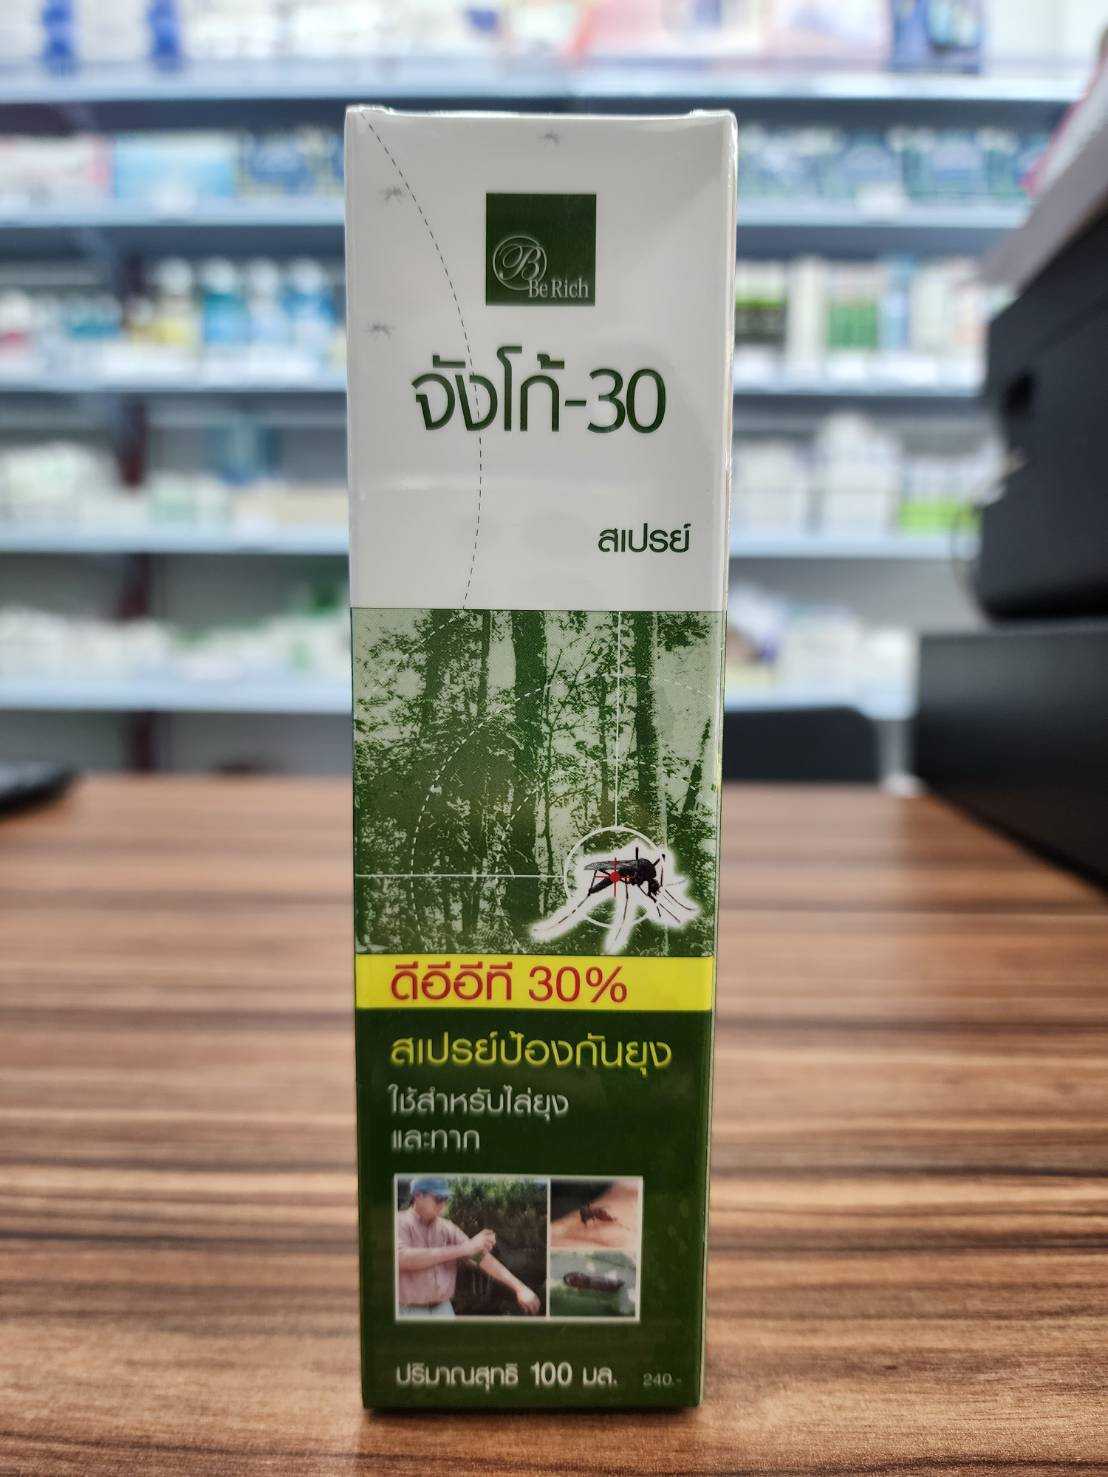 B
Be Rich
จังโก้-30
สเปรย์
ดีอีอีที 30%
สเปรย์ป้องกันยุง
ใช้สำหรับไล่ยุง
และทาก
ปริมาณสุทธิ 100 มล. 240.-